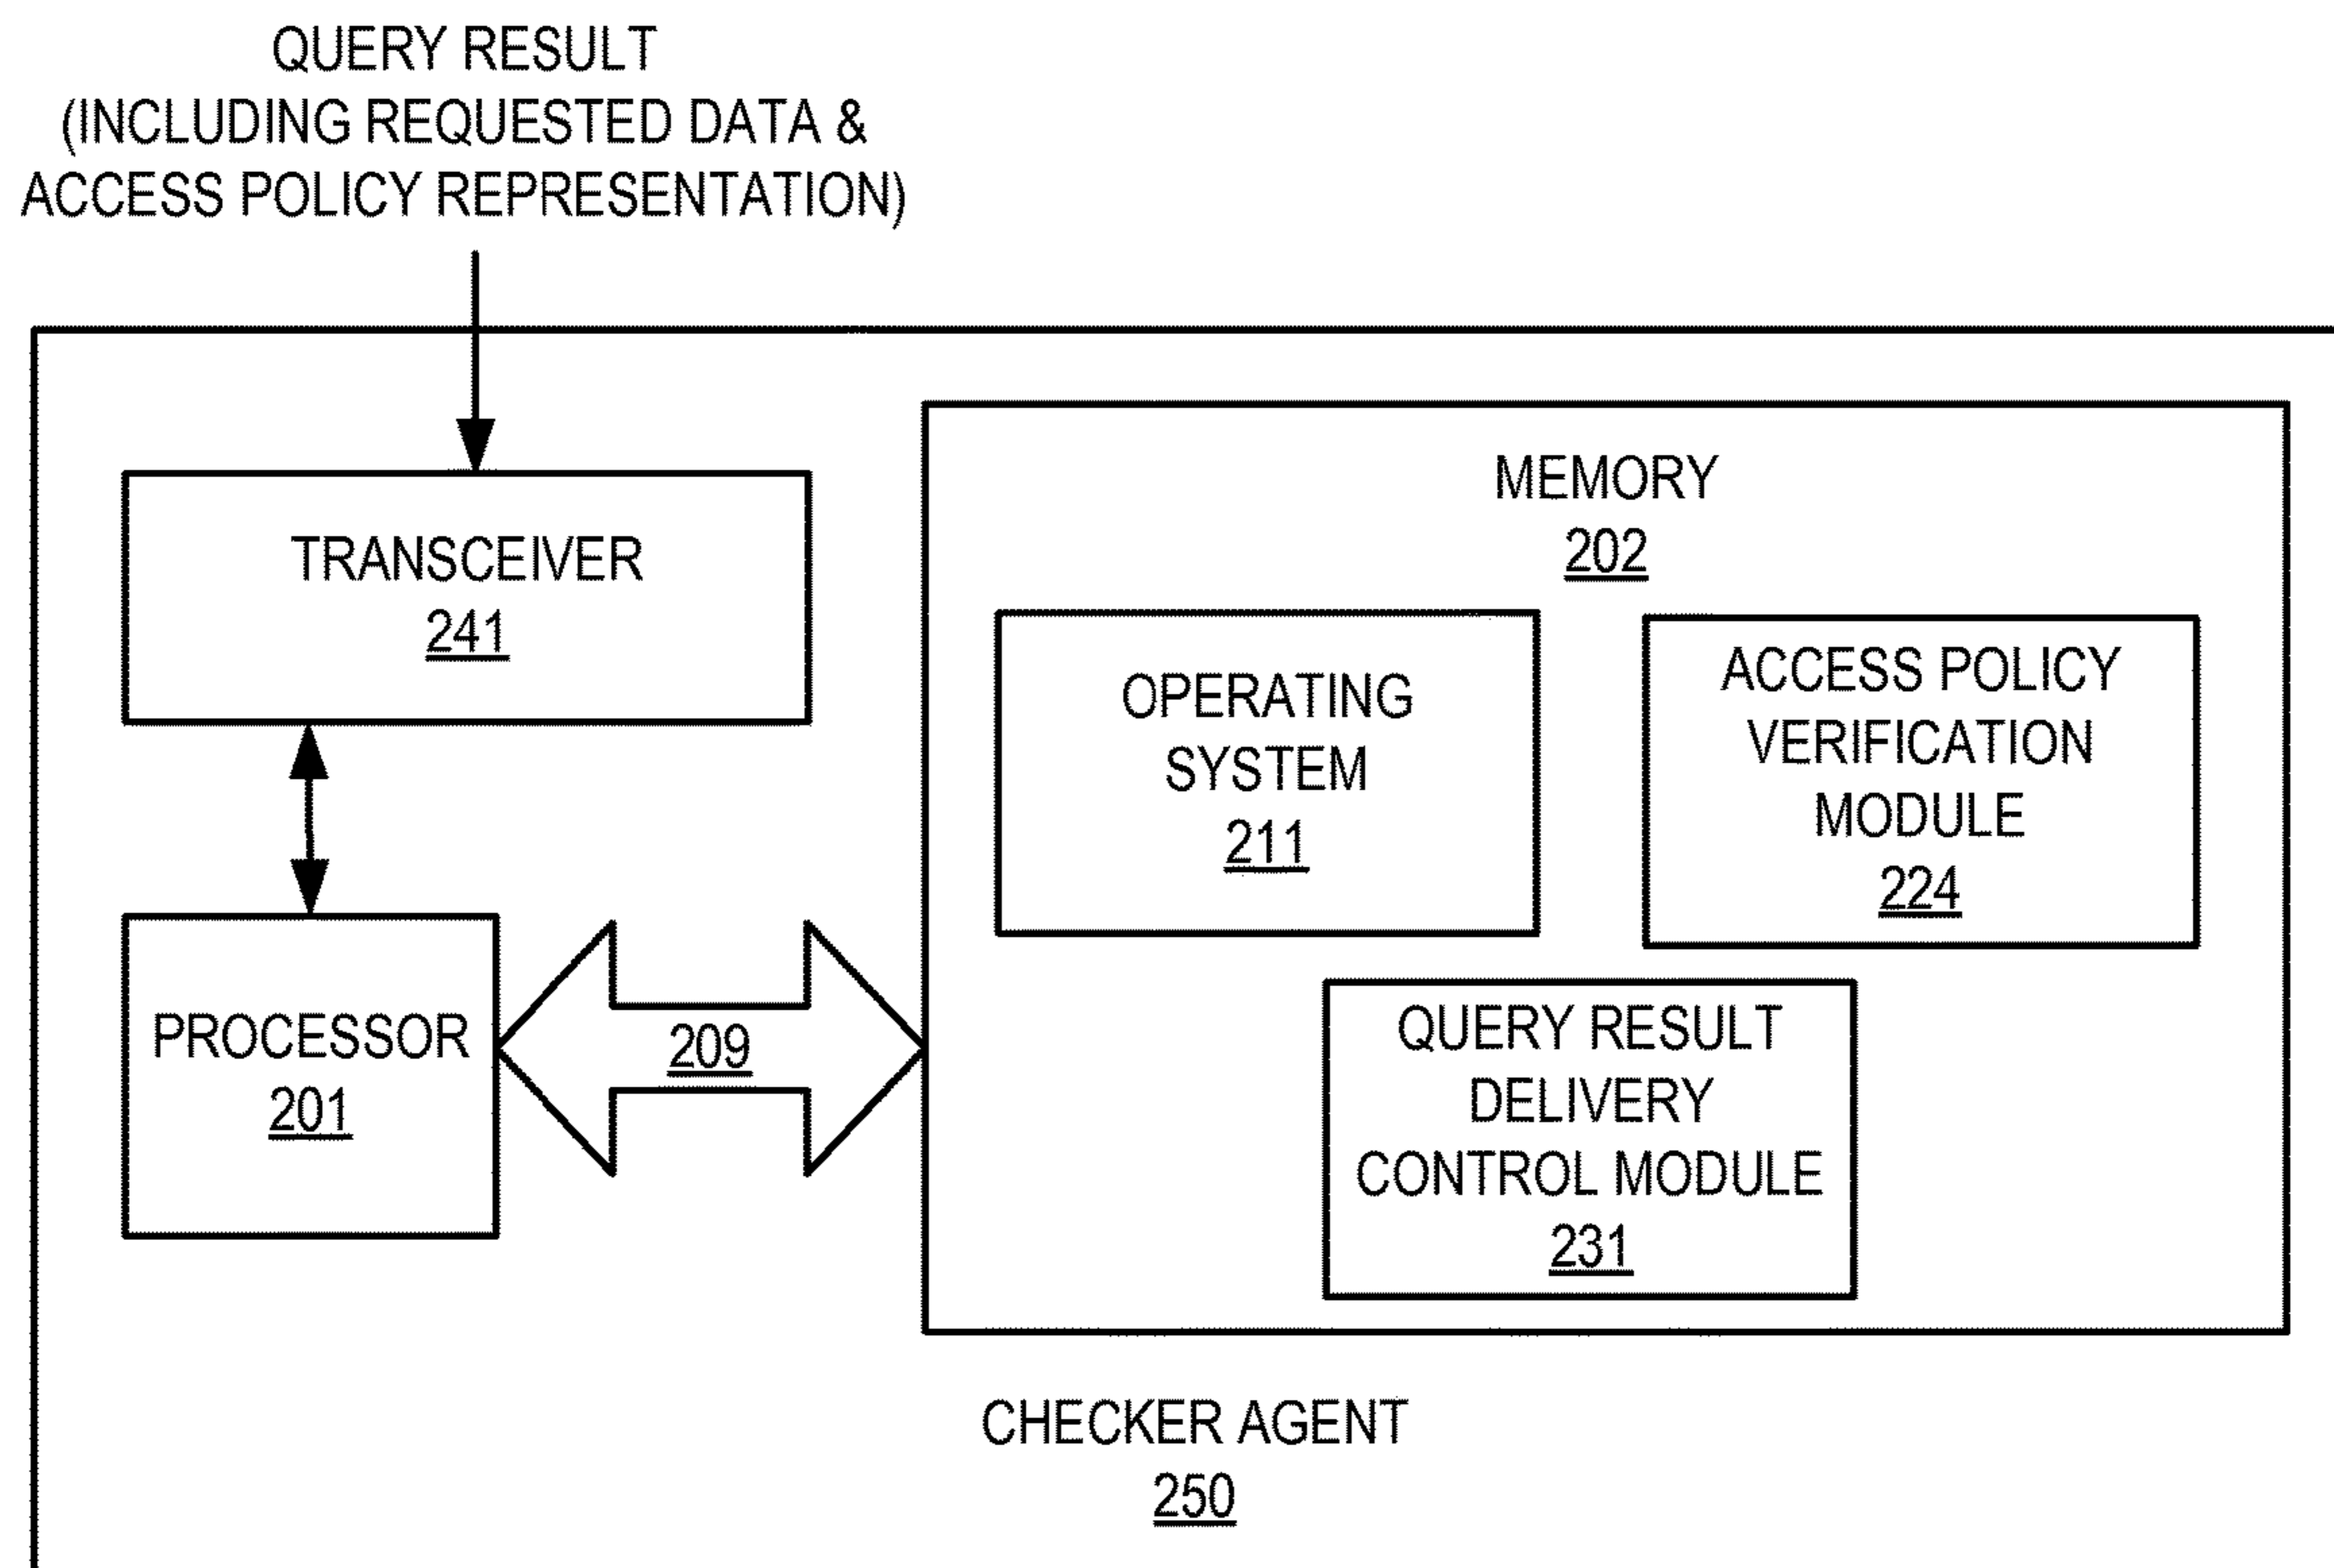 QUERY RESULT
(INCLUDING REQUESTED DATA &
ACCESS POLICY REPRESENTATION)
TRANSCEIVER
241
PROCESSOR
201
209
MEMORY
202
OPERATING
SYSTEM
211
ACCESS POLICY
VERIFICATION
MODULE
224
QUERY RESULT
DELIVERY
CONTROL MODULE
231
CHECKER AGENT
250